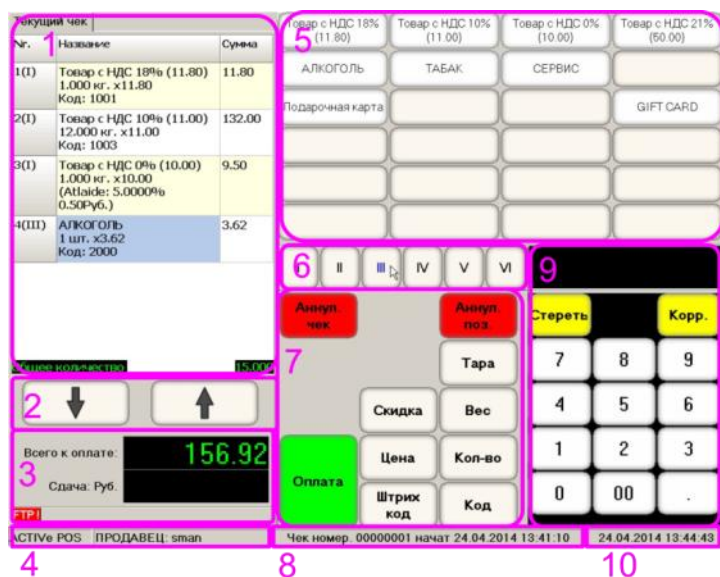 Текущий чек
1
Nr. Название Сумма
1(I) Товар с НДС 18% (11.80) 11.80
1.000 кг. x11.80
Код: 1001
2(I) Товар с НДС 10% (11.00) 132.00
12.000 кг. x11.00
Код: 1003
3(I) Товар с НДС 0% (10.00) 9.50
1.000 кг. x10.00
(Atlaide: 5.0000%
0.50Руб.)
4(III) АЛКОГОЛЬ 3.62
1 шт. x3.62
Код: 2000
Общее количество 15.000
2
Всего к оплате: 156.92
3
Сдача: Руб.
FTP!
ACTIVe POS ПРОДАВЕЦ: sman
4
5
Товар с НДС 18% (11.80)
Товар с НДС 10% (11.00)
Товар с НДС 0% (10.00)
Товар с НДС 21% (50.00)
АЛКОГОЛЬ ТАБАК СЕРВИС
Подарочная карта GIFT CARD
6
II III IV V VI
7
Аннул. чек
Аннул. поз.
Тара
Скидка Вес
Оплата Цена Кол-во
Штрих код
Код
9
Стереть Корр.
7 8 9
4 5 6
1 2 3
0 00 .
Чек номер. 00000001 начат 24.04.2014 13:41:10
24.04.2014 13:44:43
8
10